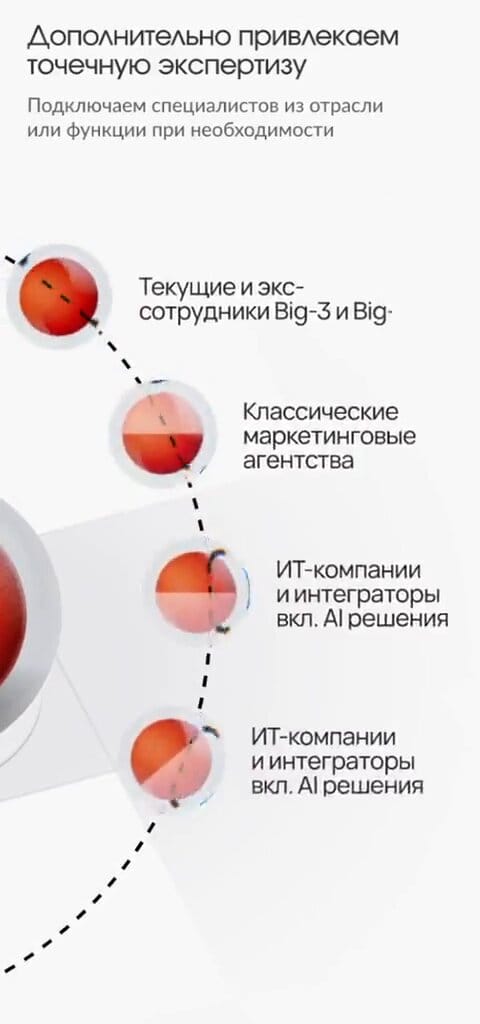 Дополнительно привлекаем
точечную экспертизу
Подключаем специалистов из отрасли
или функции при необходимости
Текущие и экс-
сотрудники Big-3 и Big-
Классические
маркетинговые
агентства
ИТ-компании
и интеграторы
вкл. AI решения
ИТ-компании
и интеграторы
вкл. AI решения